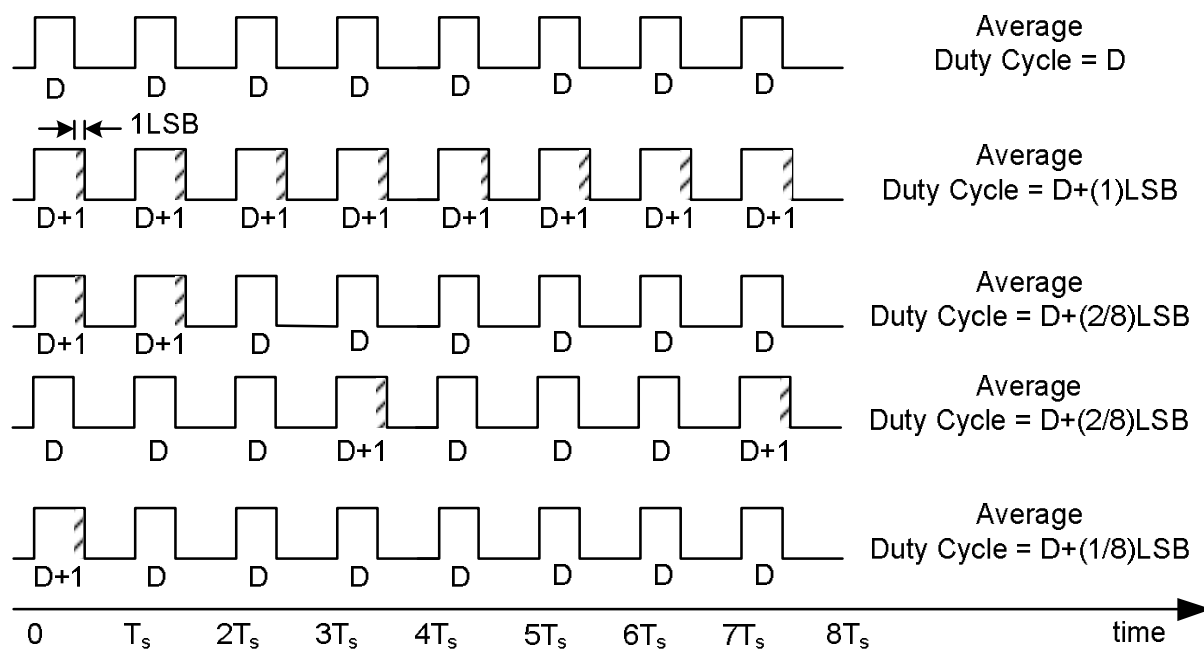 Average
Duty Cycle = D
D D D D D D D D
1LSB
Average
Duty Cycle = D+(1)LSB
D+1 D+1 D+1 D+1 D+1 D+1 D+1 D+1
Average
Duty Cycle = D+(2/8)LSB
D+1 D+1 D D D D D D
Average
Duty Cycle = D+(2/8)LSB
D D D D+1 D D D D+1
Average
Duty Cycle = D+(1/8)LSB
D+1 D D D D D D D
0 Ts 2Ts 3Ts 4Ts 5Ts 6Ts 7Ts 8Ts time